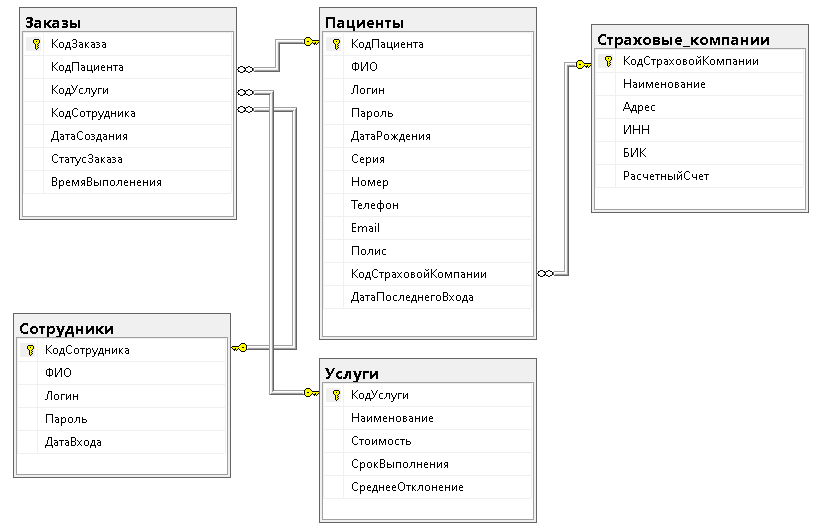 Заказы
КодЗаказа
КодПациента
КодУслуги
КодСотрудника
ДатаСоздания
СтатусЗаказа
ВремяВыполенения
Пациенты
КодПациента
ФИО
Логин
Пароль
ДатаРождения
Серия
Номер
Телефон
Email
Полис
КодСтраховойКомпании
ДатаПоследнегоВхода
Страховые_компании
КодСтраховойКомпании
Наименование
Адрес
ИНН
БИК
РасчетныйСчет
Сотрудники
КодСотрудника
ФИО
Логин
Пароль
ДатаВхода
Услуги
КодУслуги
Наименование
Стоимость
СрокВыполнения
СреднееОтклонение